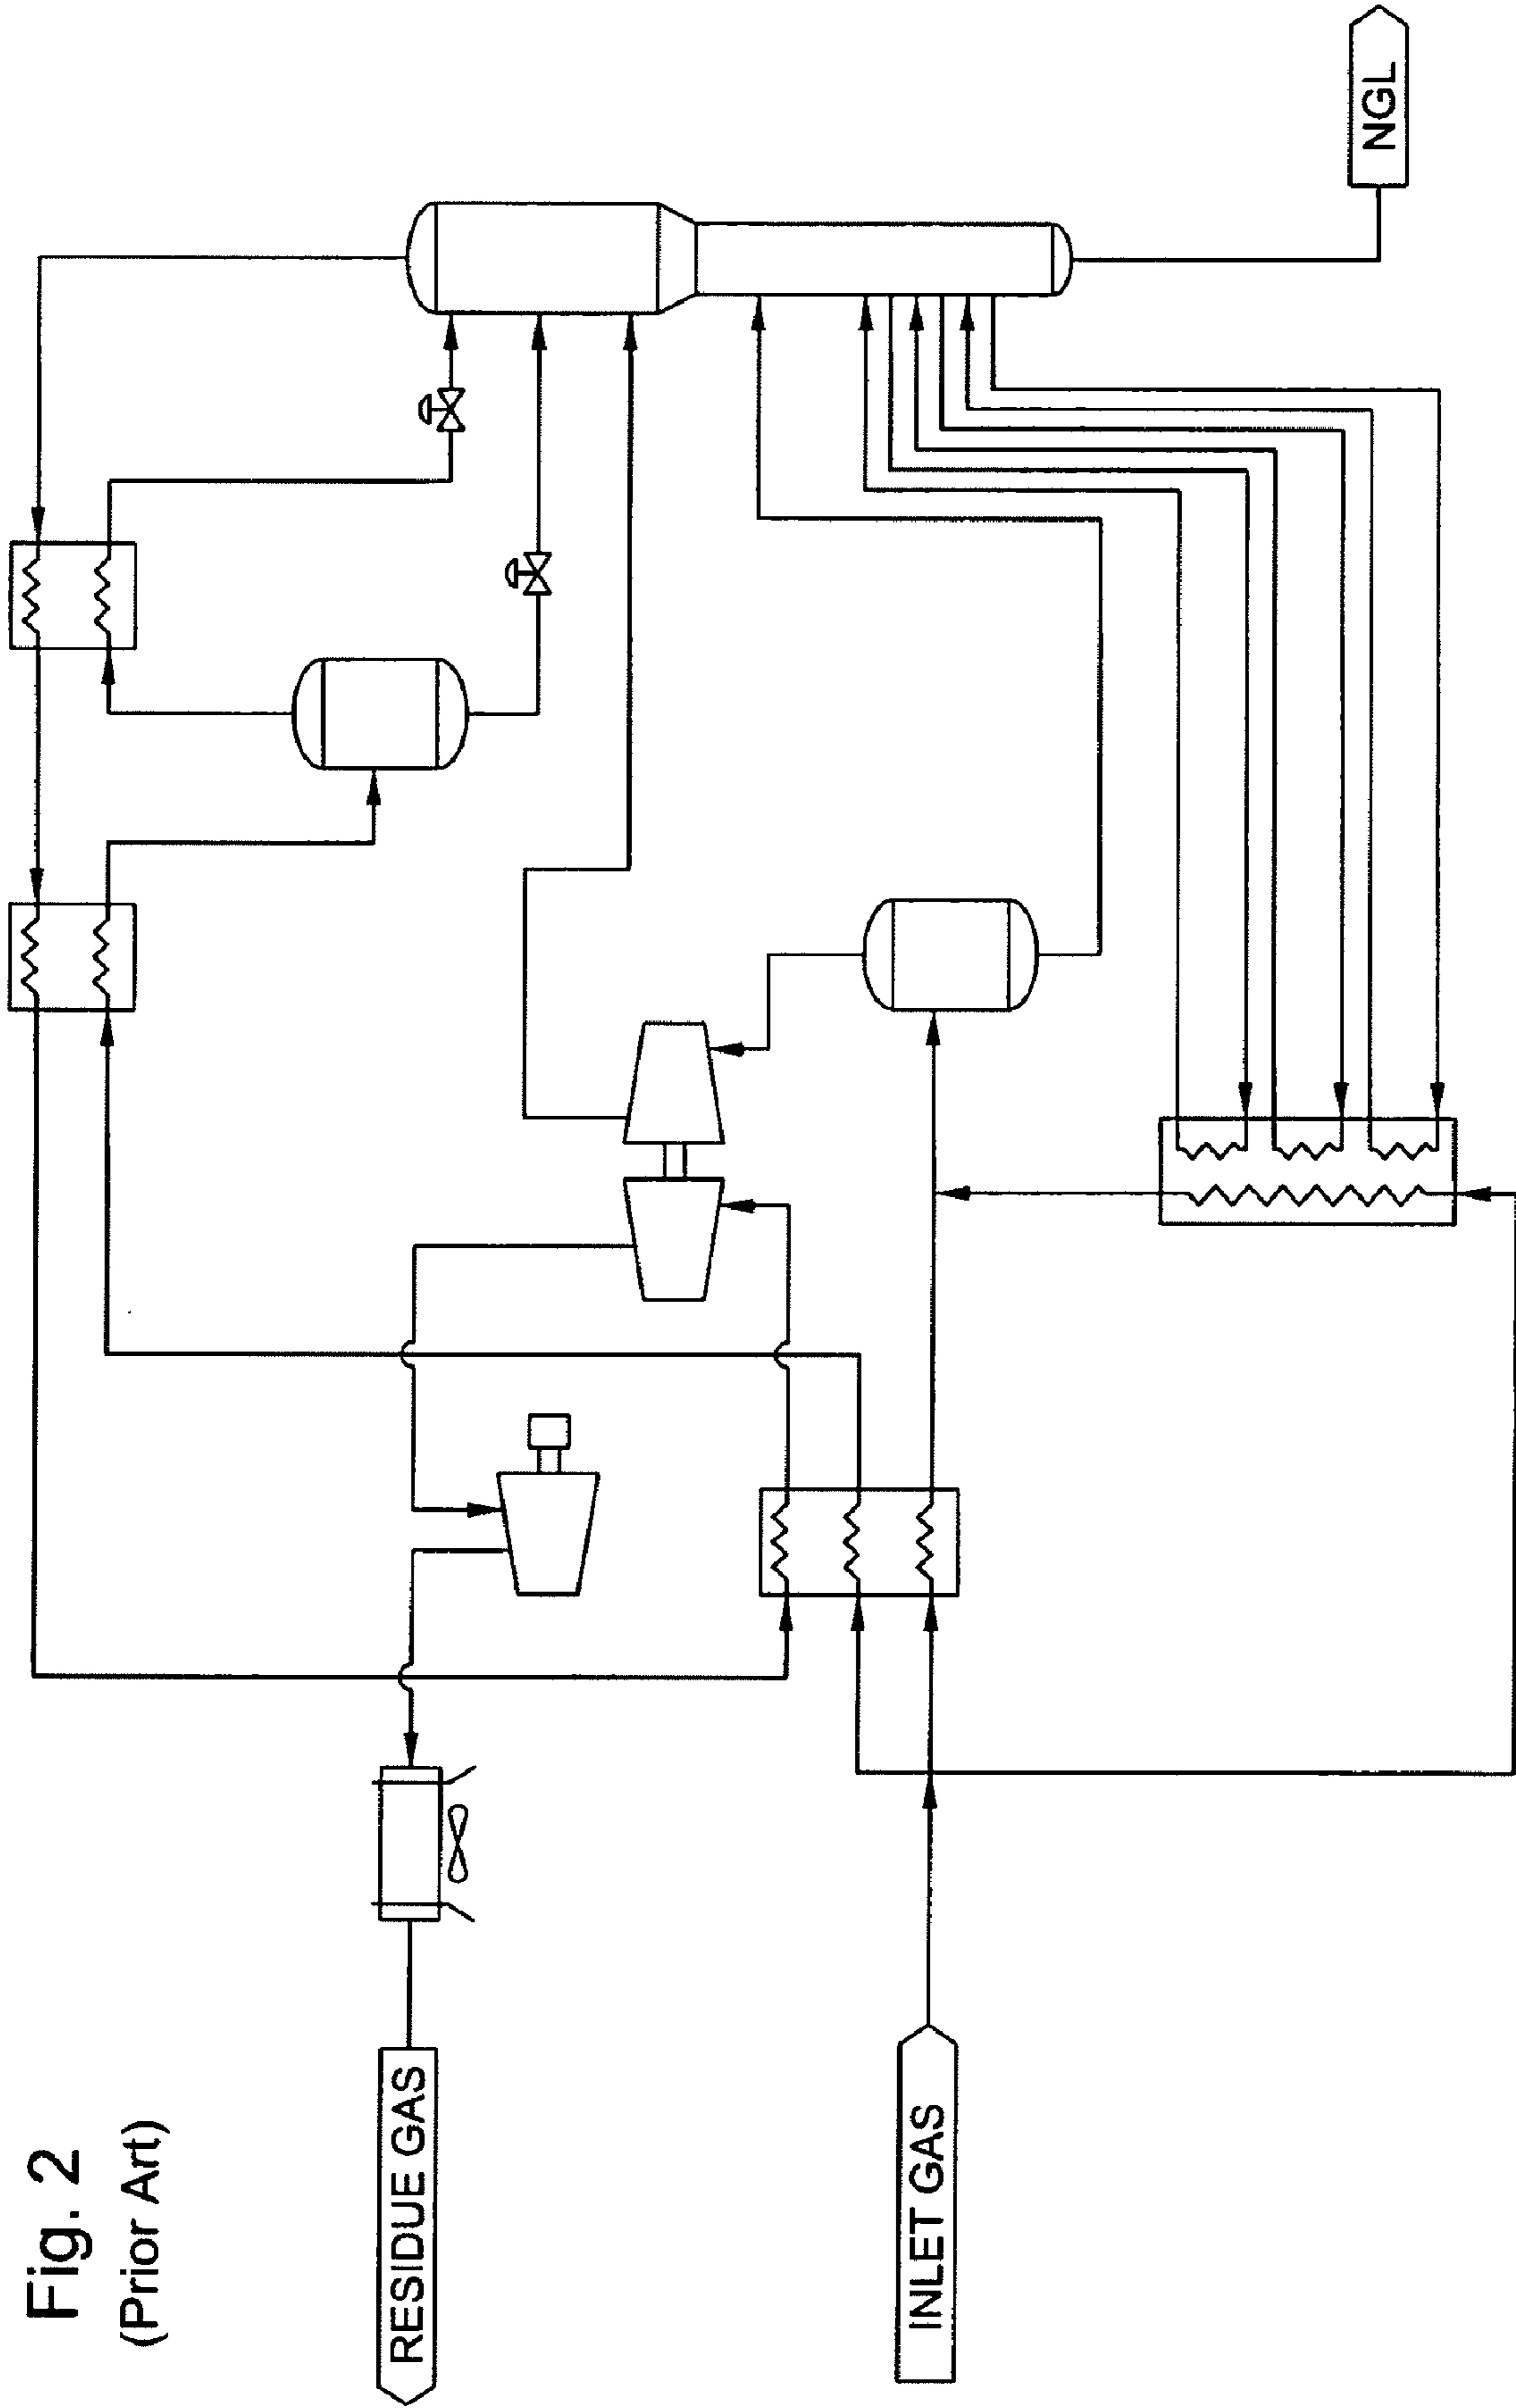 Fig. 2
(Prior Art)
RESIDUE GAS
INLET GAS
NGL